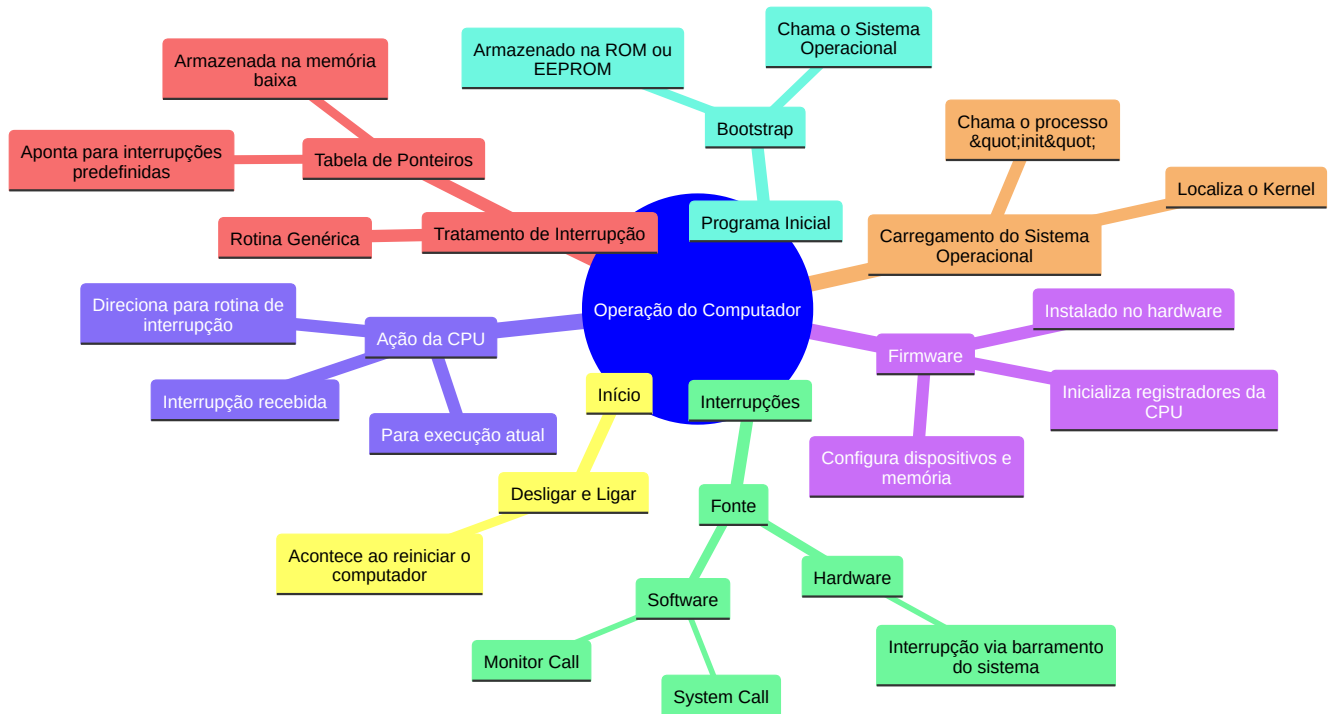 Operação do Computador
Início
Desligar e Ligar
Acontece ao reiniciar o
computador
Programa Inicial
Bootstrap
Armazenado na ROM ou
EEPROM
Chama o Sistema
Operacional
Firmware
Instalado no hardware
Inicializa registradores da
CPU
Configura dispositivos e
memória
Carregamento do Sistema
Operacional
Localiza o Kernel
Chama o processo
&quot;init&quot;
Interrupções
Fonte
Hardware
Interrupção via barramento
do sistema
Software
System Call
Monitor Call
Ação da CPU
Interrupção recebida
Para execução atual
Direciona para rotina de
interrupção
Tratamento de Interrupção
Rotina Genérica
Tabela de Ponteiros
Aponta para interrupções
predefinidas
Armazenada na memória
baixa